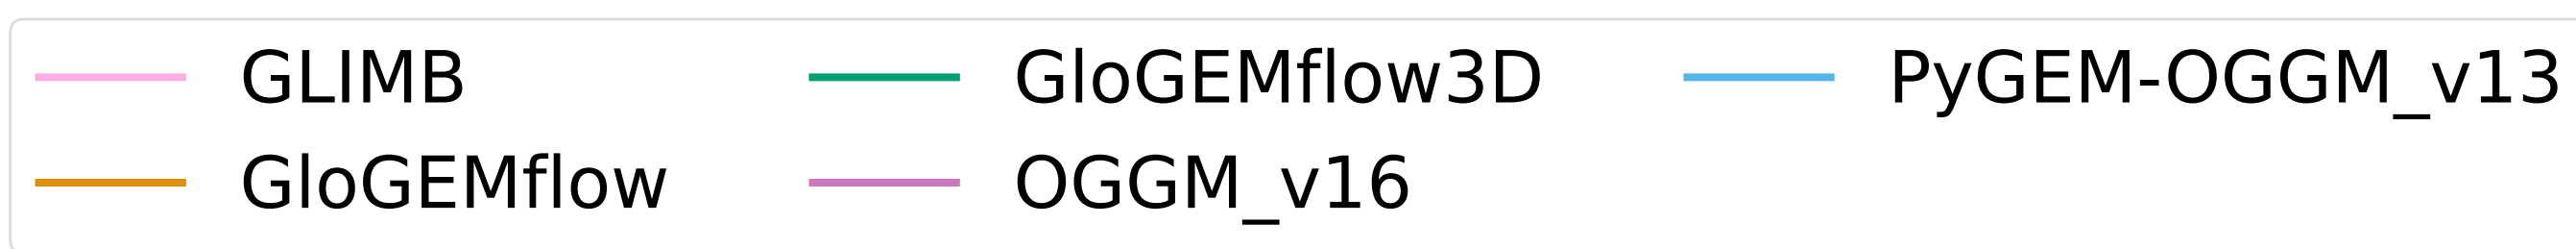 GLIMB GloGEMflow3D PyGEM-OGGM_v13
GloGEMflow OGGM_v16